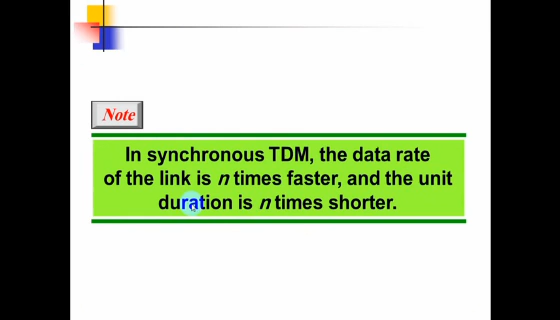 Note
In synchronous TDM, the data rate
of the link is n times faster, and the unit
duration is n times shorter.